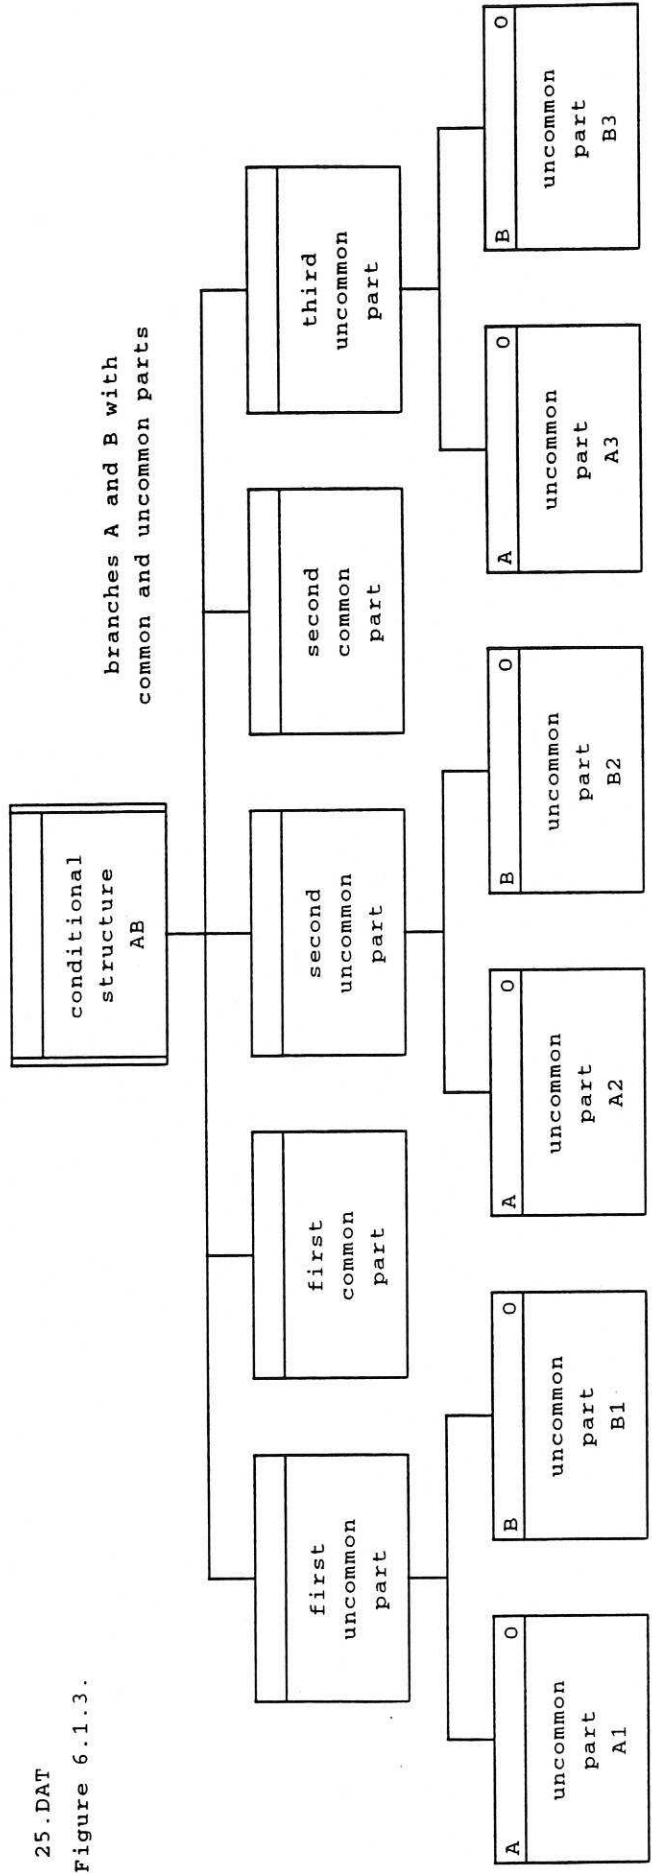 25.DAT
Figure 6.1.3.
branches A and B with
common and uncommon parts
conditional
structure
AB
first
uncommon
part
first
common
part
second
uncommon
part
second
common
part
third
uncommon
part
A O
uncommon
part
A1
B O
uncommon
part
B1
A O
uncommon
part
A2
B O
uncommon
part
B2
A O
uncommon
part
A3
B O
uncommon
part
B3